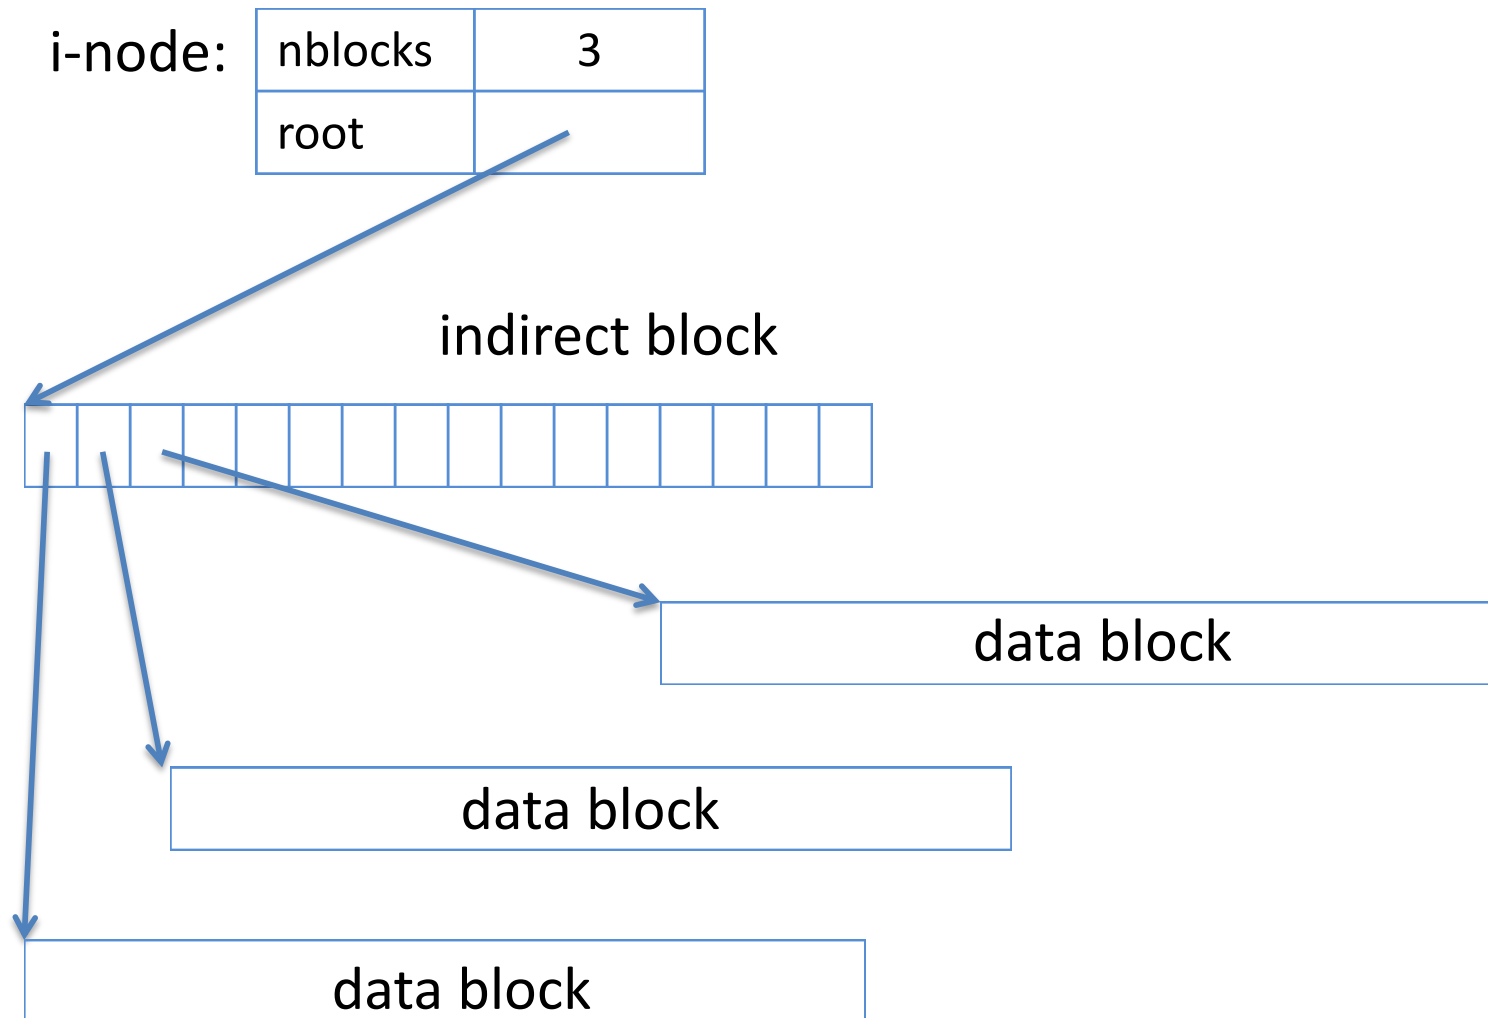 i-node:
nblocks 3
root
indirect block
data block
data block
data block